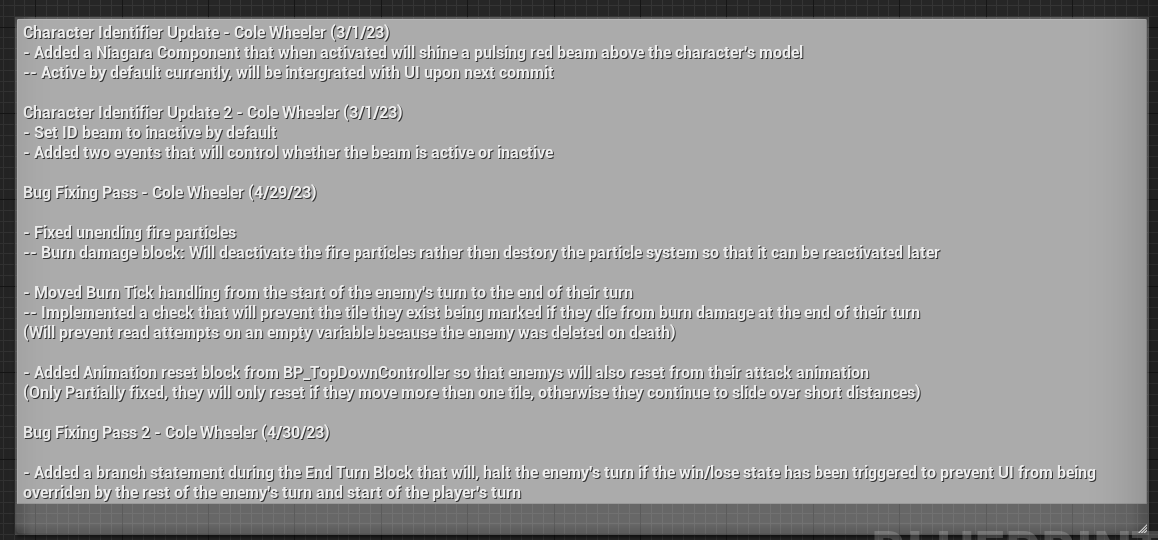 Character Identifier Update - Cole Wheeler (3/1/23)
- Added a Niagara Component that when activated will shine a pulsing red beam above the character's model
-- Active by default currently, will be intergrated with UI upon next commit
Character Identifier Update 2 - Cole Wheeler (3/1/23)
- Set ID beam to inactive by default
- Added two events that will control whether the beam is active or inactive
Bug Fixing Pass - Cole Wheeler (4/29/23)
- Fixed unending fire particles
-- Burn damage block: Will deactivate the fire particles rather then destory the particle system so that it can be reactivated later
- Moved Burn Tick handling from the start of the enemy's turn to the end of their turn
-- Implemented a check that will prevent the tile they exist being marked if they die from burn damage at the end of their turn
(Will prevent read attempts on an empty variable because the enemy was deleted on death)
- Added Animation reset block from BP_TopDownController so that enemys will also reset from their attack animation
(Only Partially fixed, they will only reset if they move more then one tile, otherwise they continue to slide over short distances)
Bug Fixing Pass 2 - Cole Wheeler (4/30/23)
- Added a branch statement during the End Turn Block that will, halt the enemy's turn if the win/lose state has been triggered to prevent UI from being
overriden by the rest of the enemy's turn and start of the player's turn
BLUEPRINT